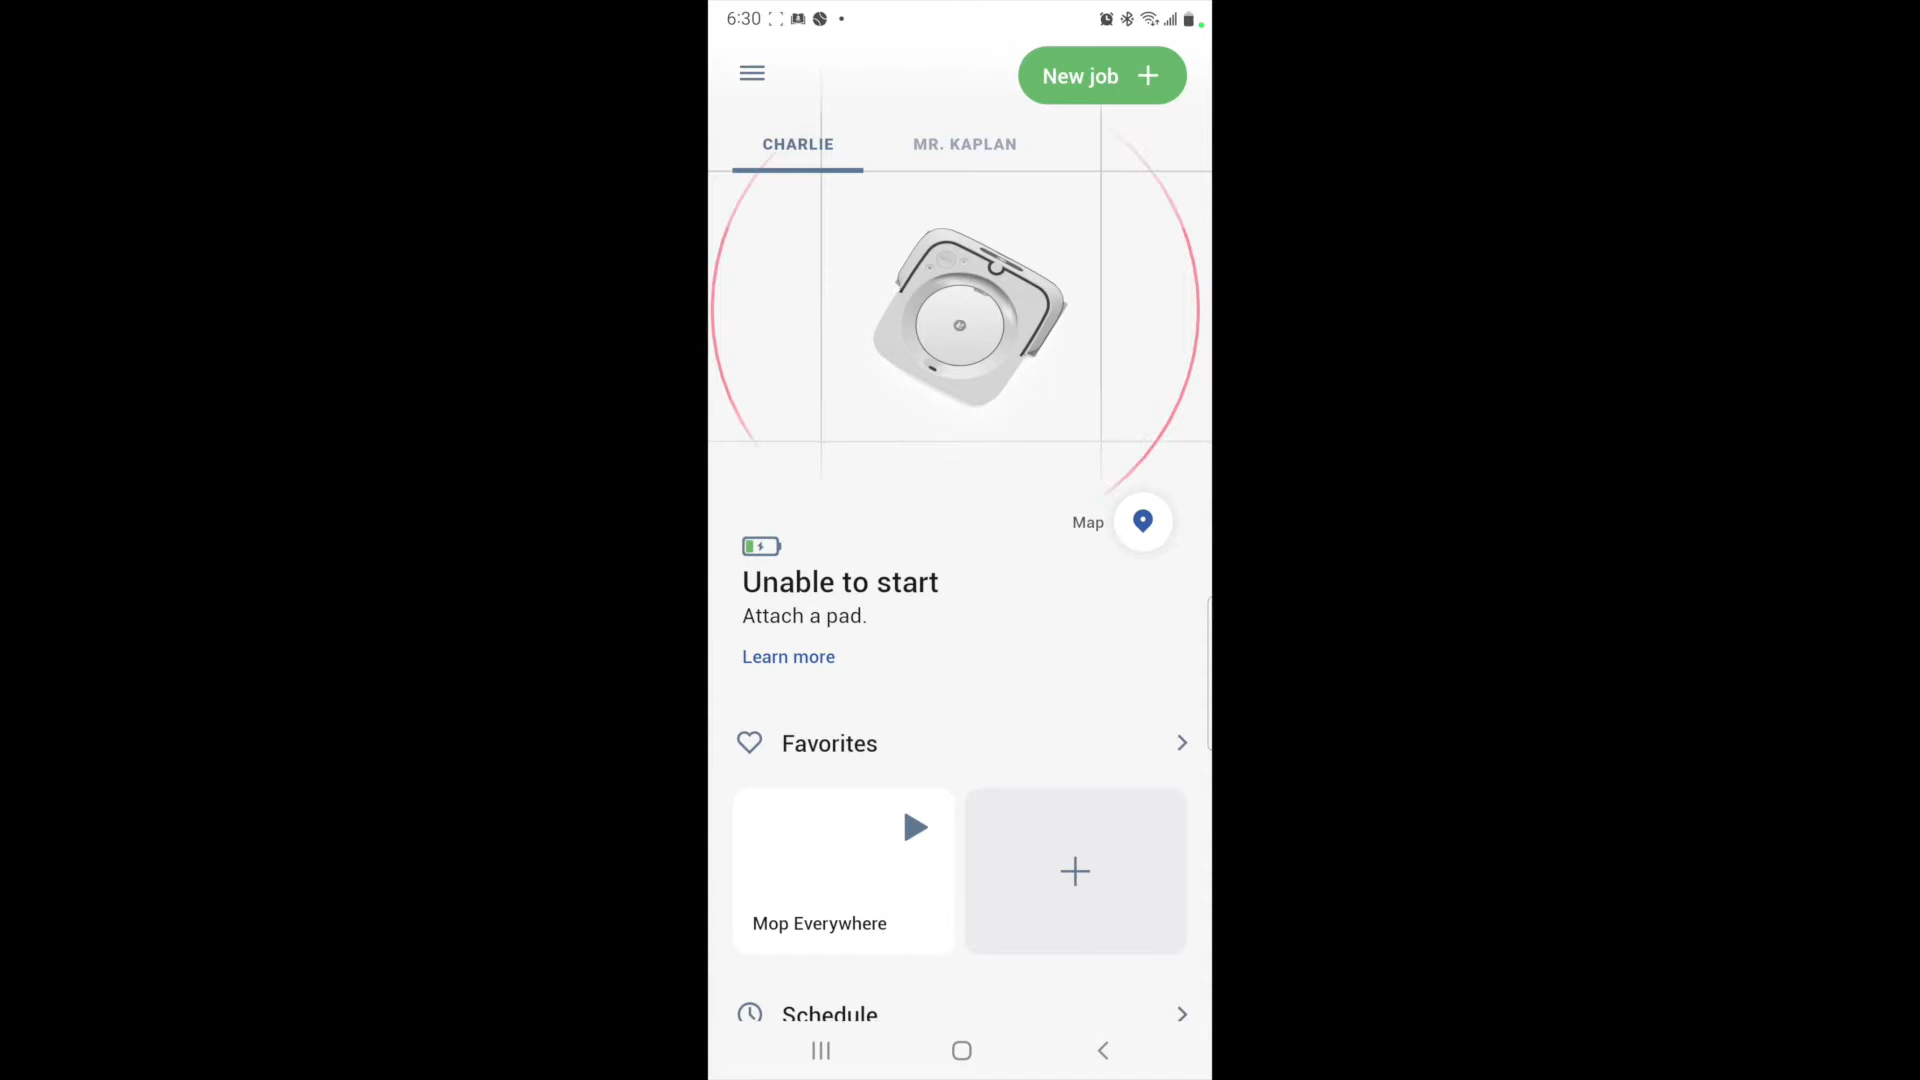 6:30
New job
CHARLIE
MR. KAPLAN
Map
Unable to start
Attach a pad.
Learn more
Favorites
Mop Everywhere
Schedule